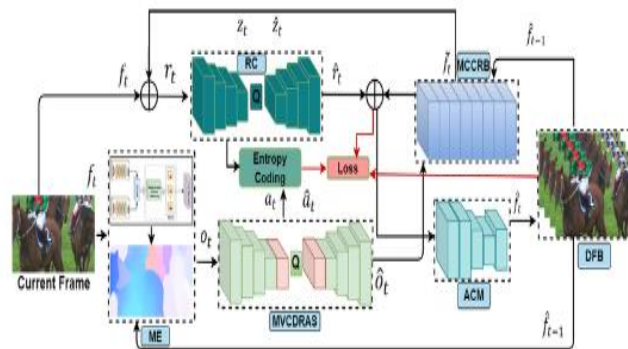 z_t ẑ_t
f̂_{t-1}
RC
f̄_t
MCCRB
f_t
r_t
Q
r̂_t
f_t
Entropy
Coding
Loss
a_t â_t
o_t
Q
Ô_t
f̂_t
Current Frame
DFB
MVCDRAS
ACM
ME
f̂_{t-1}